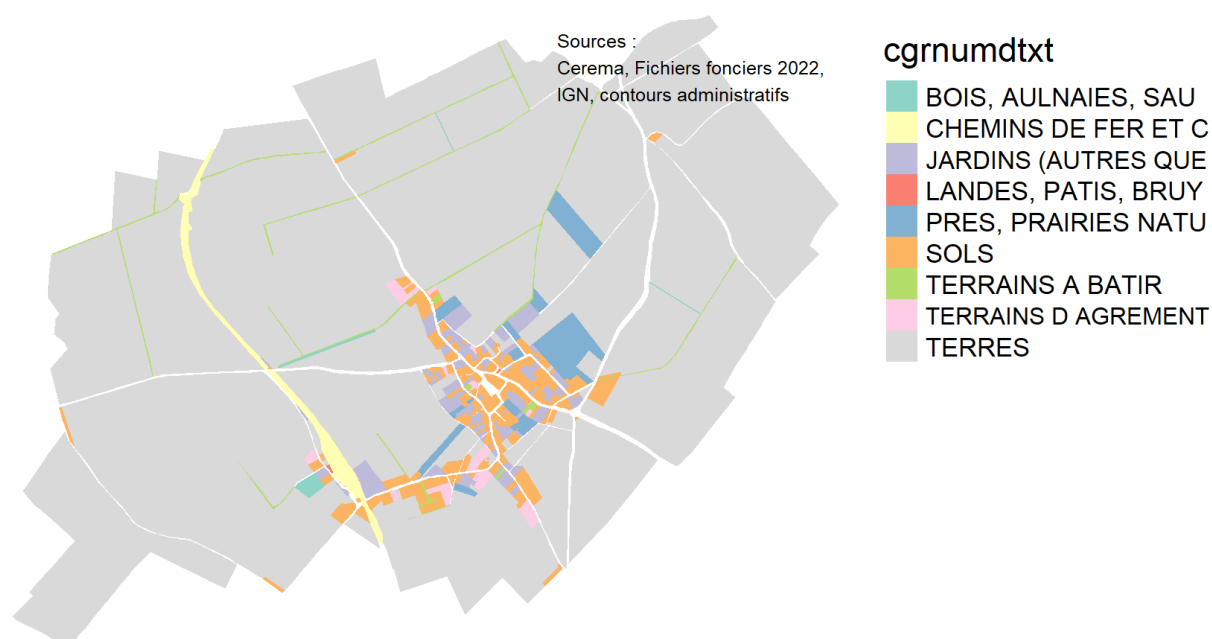 Sources :
Cerema, Fichiers fonciers 2022,
IGN, contours administratifs
cgrnumdtxt
BOIS, AULNAIES, SAU
CHEMINS DE FER ET C
JARDINS (AUTRES QUE
LANDES, PATIS, BRUY
PRES, PRAIRIES NATU
SOLS
TERRAINS A BATIR
TERRAINS D AGREMENT
TERRES